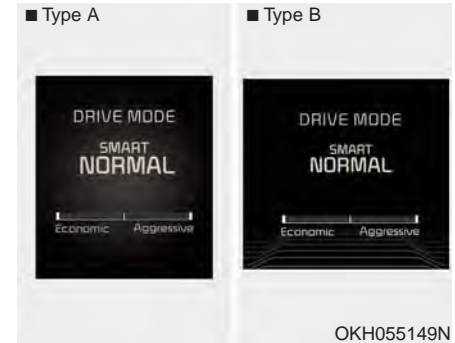 ■ Type A
■ Type B
DRIVE MODE
SMART
NORMAL
Economic Aggressive
DRIVE MODE
SMART
NORMAL
Economic Aggressive
OKH055149N